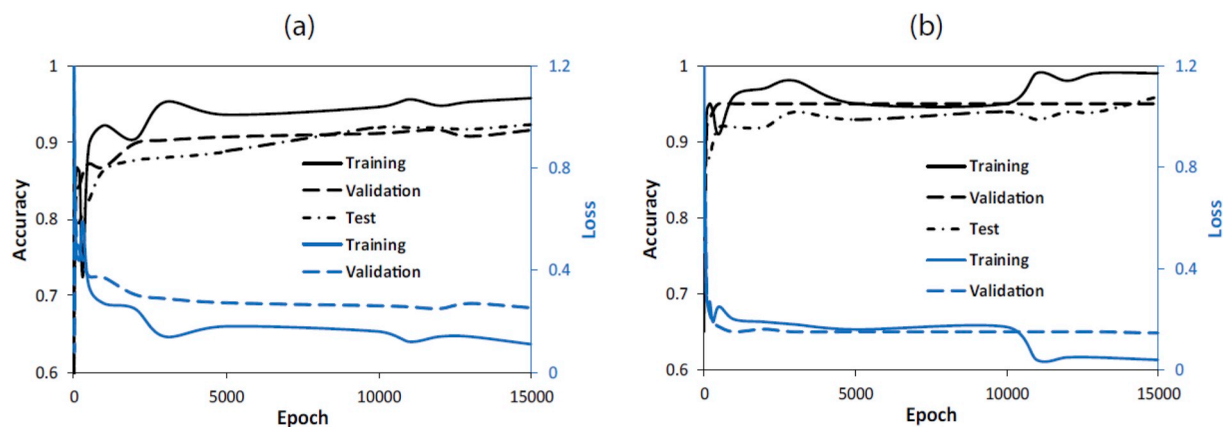 (a)
1
0.9
0.8
0.7
0.6
Accuracy
1.2
0.8
0.4
0
Loss
Training
Validation
Test
Training
Validation
0 5000 10000 15000
Epoch
(b)
1
0.9
0.8
0.7
0.6
Accuracy
1.2
0.8
0.4
0
Loss
Training
Validation
Test
Training
Validation
0 5000 10000 15000
Epoch